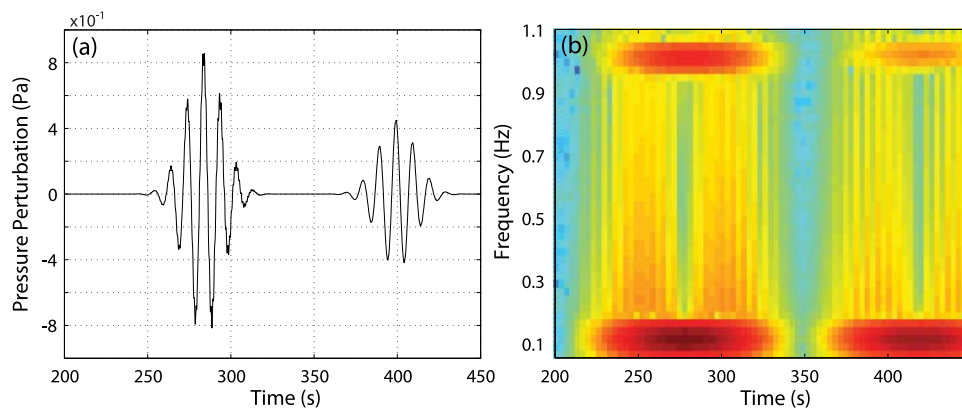 x10⁻¹
(a)
8
4
0
-4
-8
Pressure Perturbation (Pa)
200 250 300 350 400 450
Time (s)
(b)
1.1
0.9
0.7
0.5
0.3
0.1
Frequency (Hz)
200 250 300 350 400
Time (s)